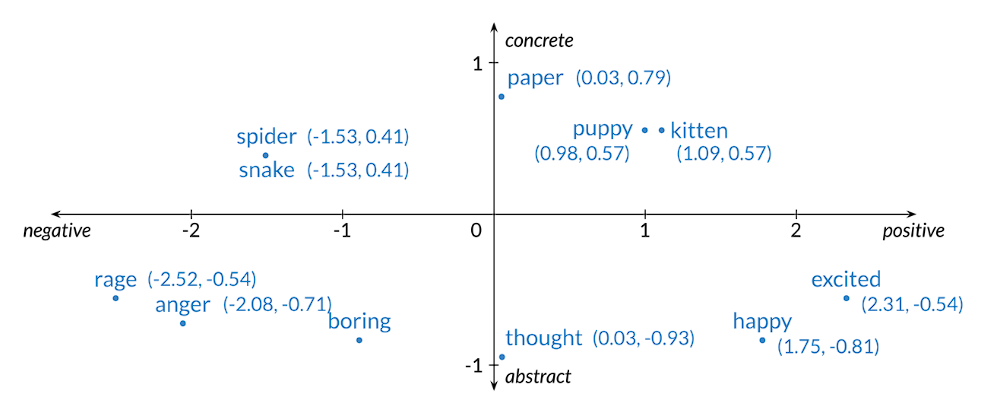 concrete
1
paper (0.03, 0.79)
spider (-1.53, 0.41)
puppy kitten
(0.98, 0.57) (1.09, 0.57)
snake (-1.53, 0.41)
negative -2 -1 0 1 2 positive
rage (-2.52, -0.54)
excited
anger (-2.08, -0.71)
(2.31, -0.54)
boring
happy
thought (0.03, -0.93)
(1.75, -0.81)
-1
abstract